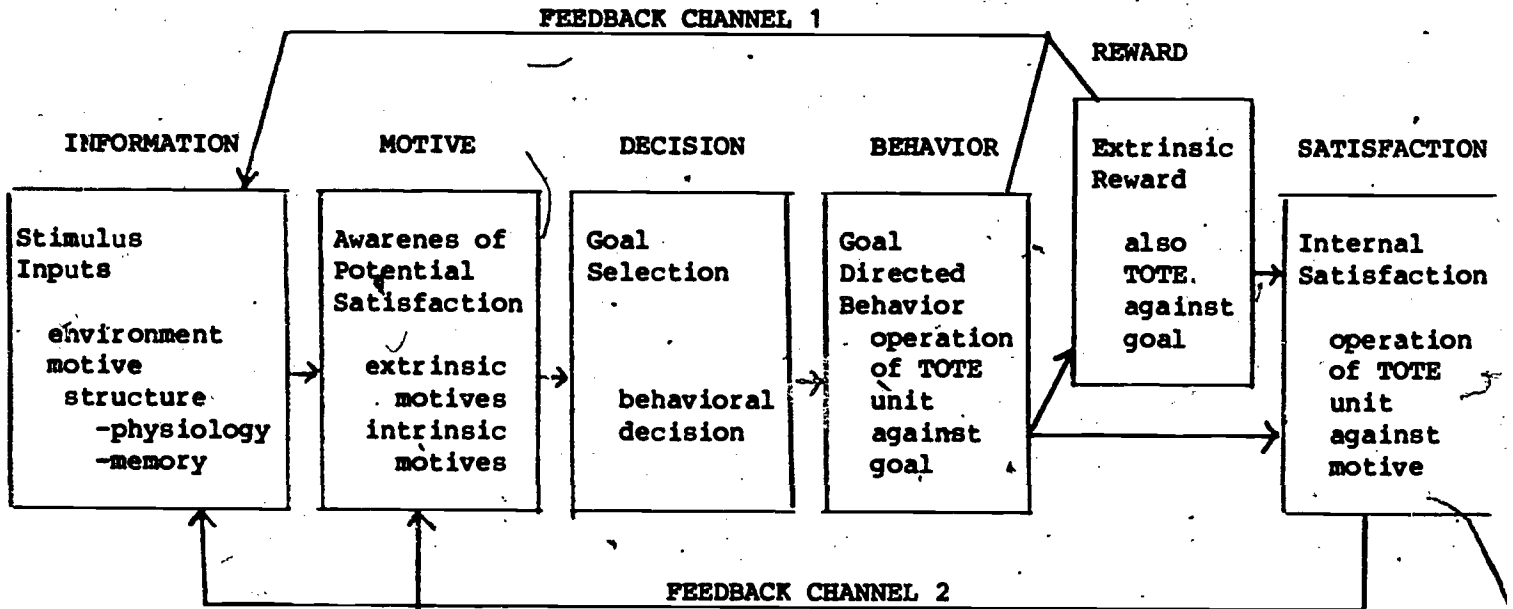 FEEDBACK CHANNEL 1
REWARD
INFORMATION
MOTIVE
DECISION
BEHAVIOR
SATISFACTION
Stimulus
Inputs
environment
motive
structure
-physiology
-memory
Awarenes of
Potential
Satisfaction
extrinsic
motives
intrinsic
motives
Goal
Selection
behavioral
decision
Goal
Directed
Behavior
operation
of TOTE
unit
against
goal
Extrinsic
Reward
also
TOTE.
against
goal
Internal
Satisfaction
operation
of TOTE
unit
against
motive
FEEDBACK CHANNEL 2